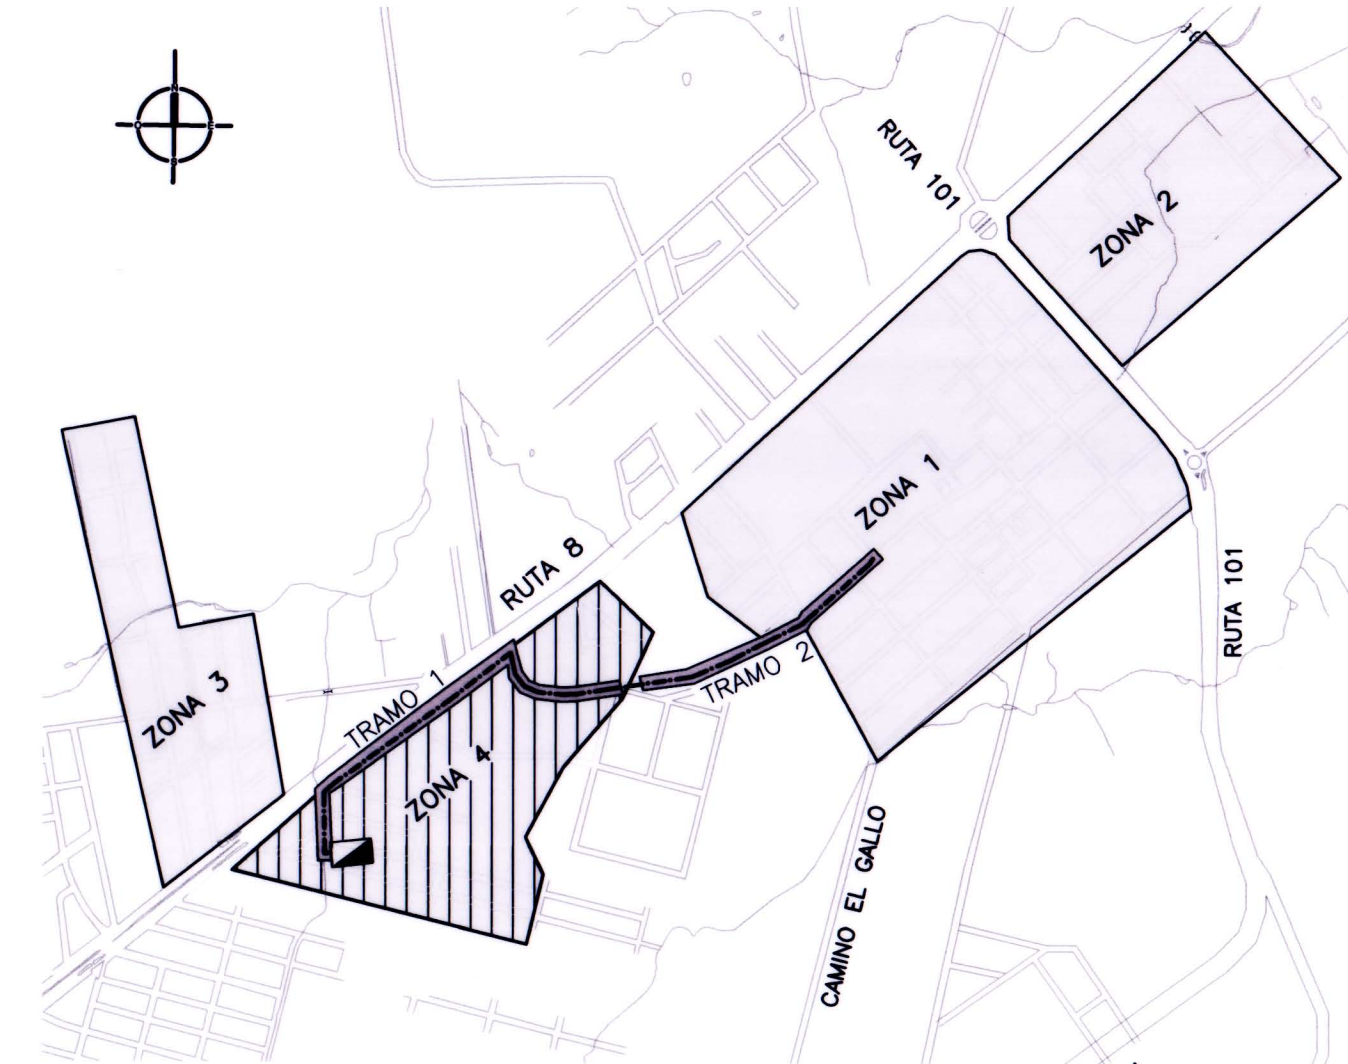 N
O E
S
RUTA 101
ZONA 2
ZONA 1
RUTA 8
RUTA 101
TRAMO 2
TRAMO 1
ZONA 3
ZONA 4
CAMINO EL GALLO